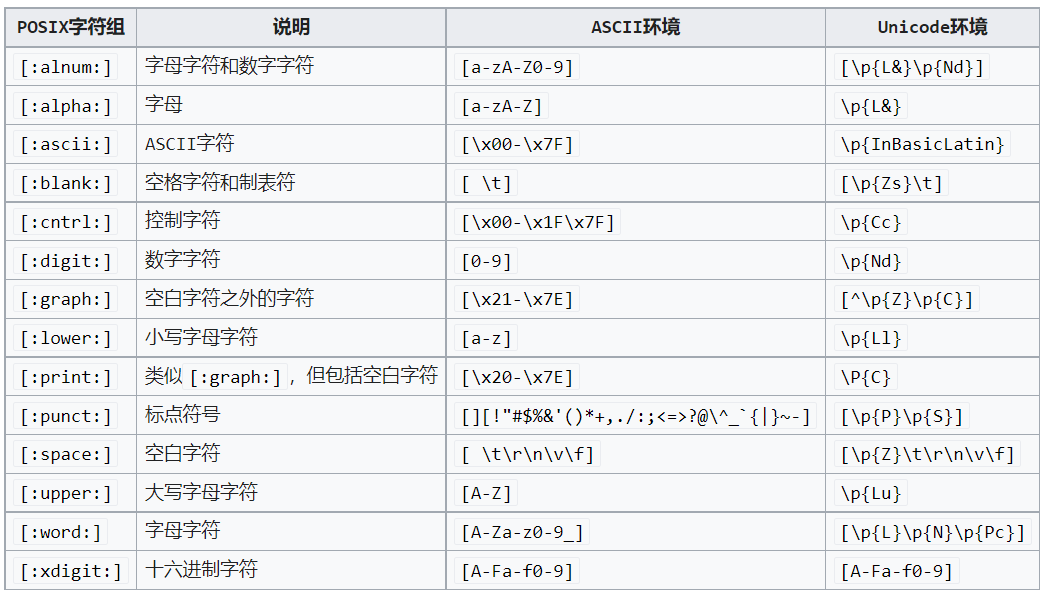 POSIX字符组 说明 ASCII环境 Unicode环境
[:alnum:] 字母字符和数字字符 [a-zA-Z0-9] [\p{L&}\p{Nd}]
[:alpha:] 字母 [a-zA-Z] \p{L&}
[:ascii:] ASCII字符 [\x00-\x7F] \p{InBasicLatin}
[:blank:] 空格字符和制表符 [ \t] [\p{Zs}\t]
[:cntrl:] 控制字符 [\x00-\x1F\x7F] \p{Cc}
[:digit:] 数字字符 [0-9] \p{Nd}
[:graph:] 空白字符之外的字符 [\x21-\x7E] [^\p{Z}\p{C}]
[:lower:] 小写字母字符 [a-z] \p{Ll}
[:print:] 类似 [:graph:] ，但包括空白字符 [\x20-\x7E] \P{C}
[:punct:] 标点符号 [][!"#$%&'()*+,./:;<=>?@\^_`{|}~-] [\p{P}\p{S}]
[:space:] 空白字符 [ \t\r\n\v\f] [\p{Z}\t\r\n\v\f]
[:upper:] 大写字母字符 [A-Z] \p{Lu}
[:word:] 字母字符 [A-Za-z0-9_] [\p{L}\p{N}\p{Pc}]
[:xdigit:] 十六进制字符 [A-Fa-f0-9] [A-Fa-f0-9]